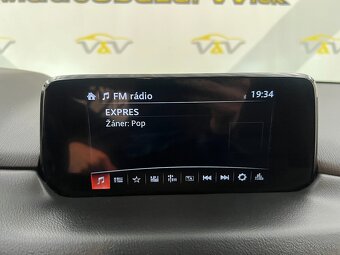 FM rádio 19:34
EXPRES
Žáner: Pop